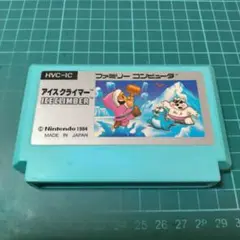 HVC-IC
ファミリー コンピュータ
アイスクライマー
ICE CLIMBER
© Nintendo 1984
MADE IN JAPAN
25
26
27
28
29